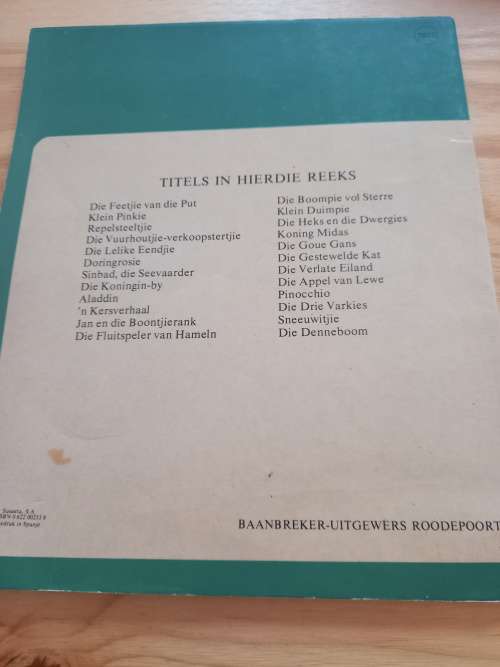 TITELS IN HIERDIE REEKS
Die Feetjie van die Put
Klein Pinkie
Repelsteeltjie
Die Vuurhoutjie-verkoopstertjie
Die Lelike Eendjie
Doringrosie
Sinbad, die Seevaarder
Die Koningin-by
Aladdin
'n Kersverhaal
Jan en die Boontjierank
Die Fluitspeler van Hameln
Die Boompie vol Sterre
Klein Duimpie
Die Heks en die Dwergies
Koning Midas
Die Goue Gans
Die Gestewelde Kat
Die Verlate Eiland
Die Appel van Lewe
Pinocchio
Die Drie Varkies
Sneeuwitjie
Die Denneboom
Susaeta, S.A.
in Spanje
BAANBREKER-UITGEWERS ROODEPOORT